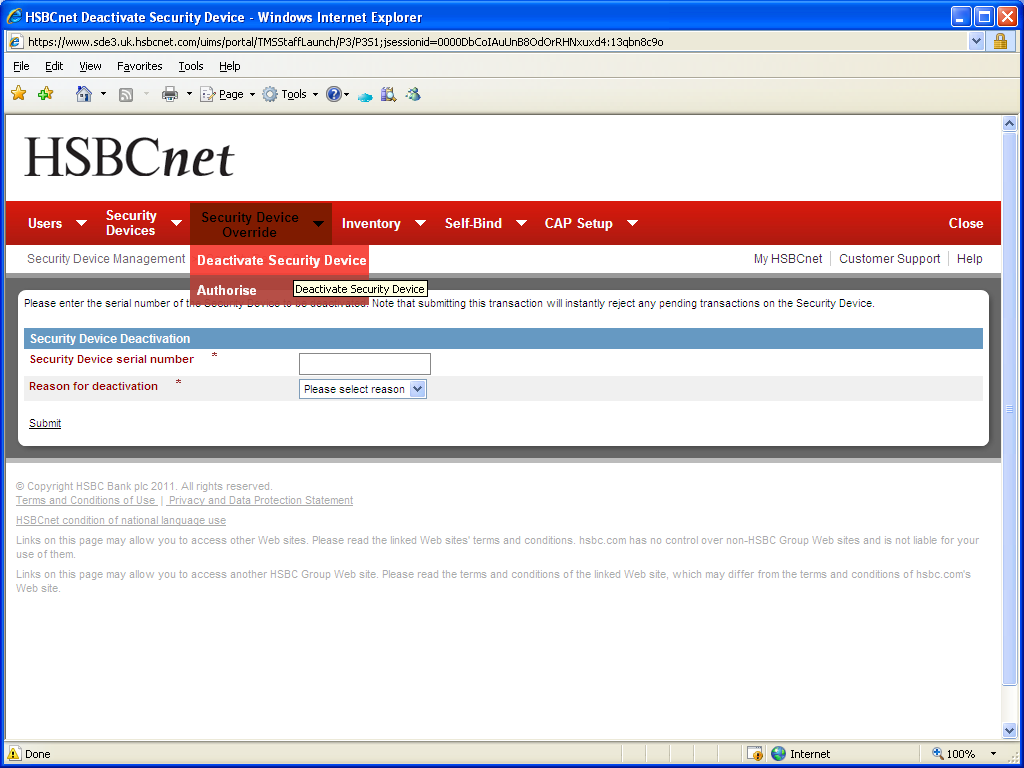 HSBCnet Deactivate Security Device - Windows Internet Explorer
https://www.sde3.uk.hsbcnet.com/uims/portal/TMSStaffLaunch/P3/P3S1;jsessionid=0000DbCoIAuUnB8OdOrRHNxuxd4:13qbn8c9o
File Edit View Favorites Tools Help
Page Tools
HSBCnet
Users Security Devices Security Device Override Inventory Self-Bind CAP Setup Close
Security Device Management Deactivate Security Device My HSBCnet Customer Support Help
Authorise Deactivate Security Device
Please enter the serial number of the Security Device to be deactivated. Note that submitting this transaction will instantly reject any pending transactions on the Security Device.
Security Device Deactivation
Security Device serial number *
Reason for deactivation * Please select reason
Submit
© Copyright HSBC Bank plc 2011. All rights reserved.
Terms and Conditions of Use | Privacy and Data Protection Statement
HSBCnet condition of national language use
Links on this page may allow you to access other Web sites. Please read the linked Web sites' terms and conditions. hsbc.com has no control over non-HSBC Group Web sites and is not liable for your
use of them.
Links on this page may allow you to access another HSBC Group Web site. Please read the terms and conditions of the linked Web site, which may differ from the terms and conditions of hsbc.com's
Web site.
Done Internet 100%